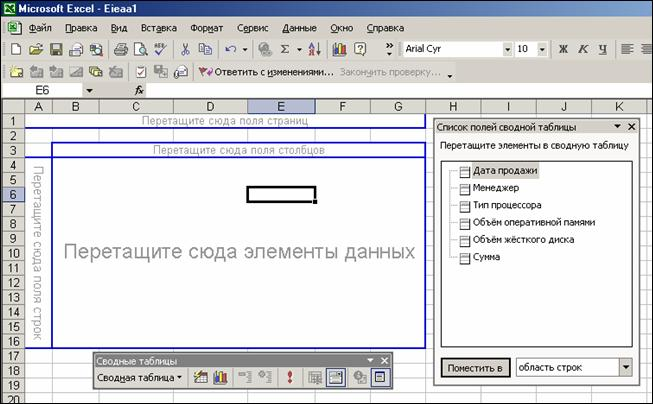 Microsoft Excel - Eieaa1
Файл Правка Вид Вставка Формат Сервис Данные Окно Справка
Arial Cyr 10 Ж К Ч
Ответить с изменениями... Закончить проверку...
E6 fx
A B C D E F G H I J K
1
2
3
4
5
6
7
8
9
10
11
12
13
14
15
16
17
18
19
20
Перетащите сюда поля страниц
Перетащите сюда поля столбцов
Перетащите сюда поля строк
Перетащите сюда элементы данных
Список полей сводной таблицы
Перетащите элементы в сводную таблицу
Дата продажи
Менеджер
Тип процессора
Объём оперативной памями
Объём жёсткого диска
Сумма
Поместить в область строк
Сводные таблицы
Сводная таблица